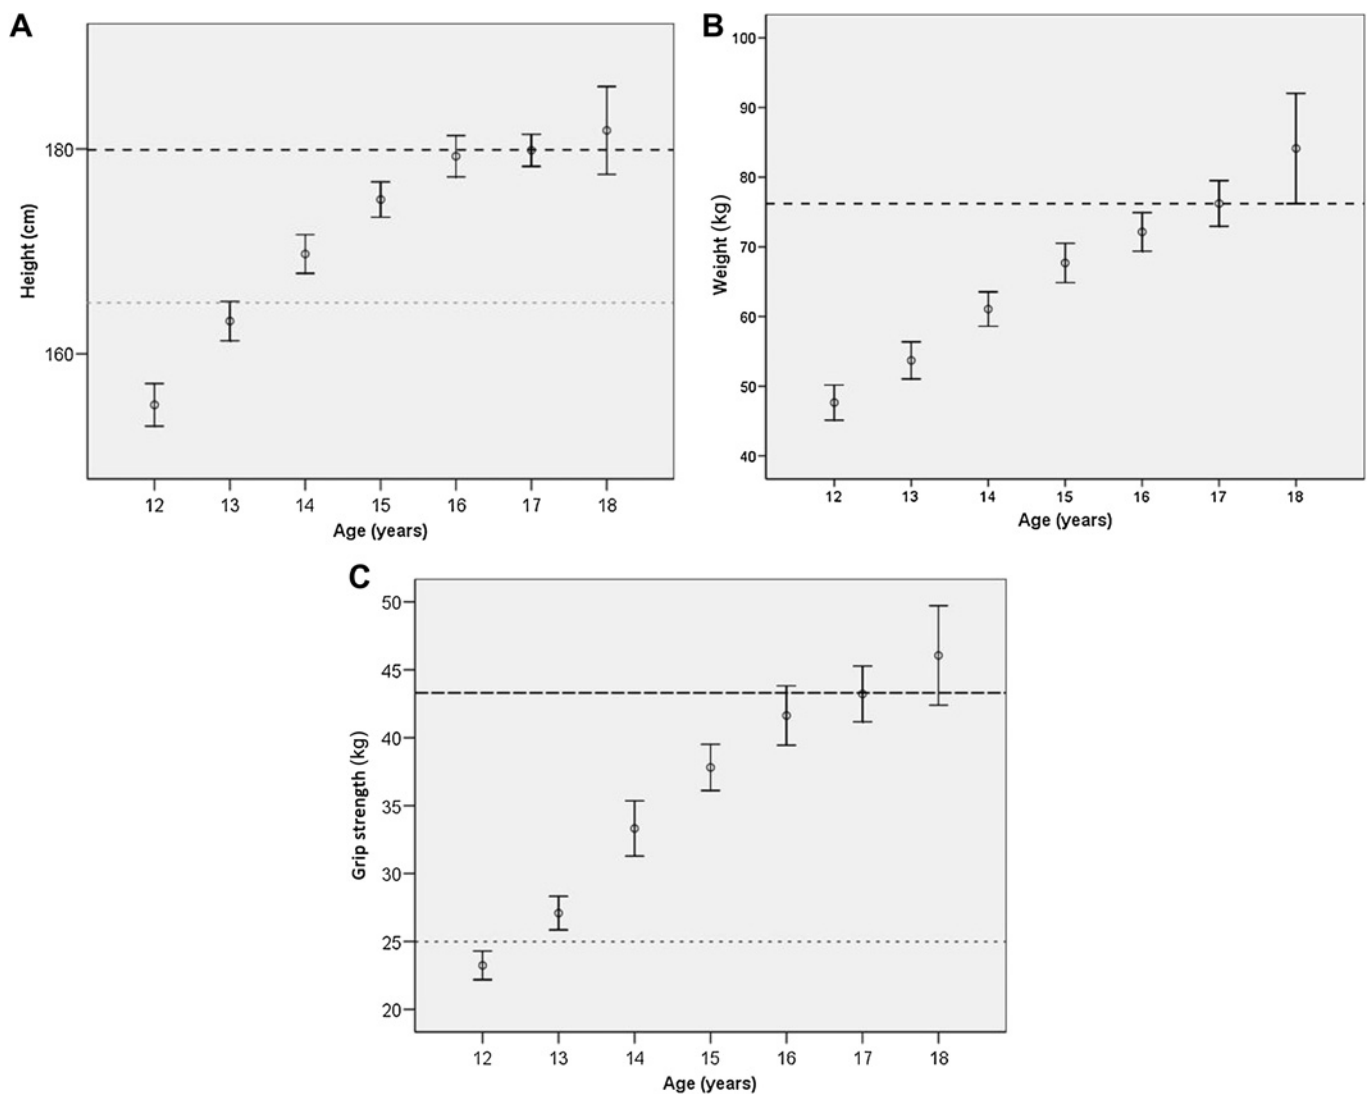 A
Height (cm)
180
160
12 13 14 15 16 17 18
Age (years)
B
Weight (kg)
100
90
80
70
60
50
40
12 13 14 15 16 17 18
Age (years)
C
Grip strength (kg)
50
45
40
35
30
25
20
12 13 14 15 16 17 18
Age (years)